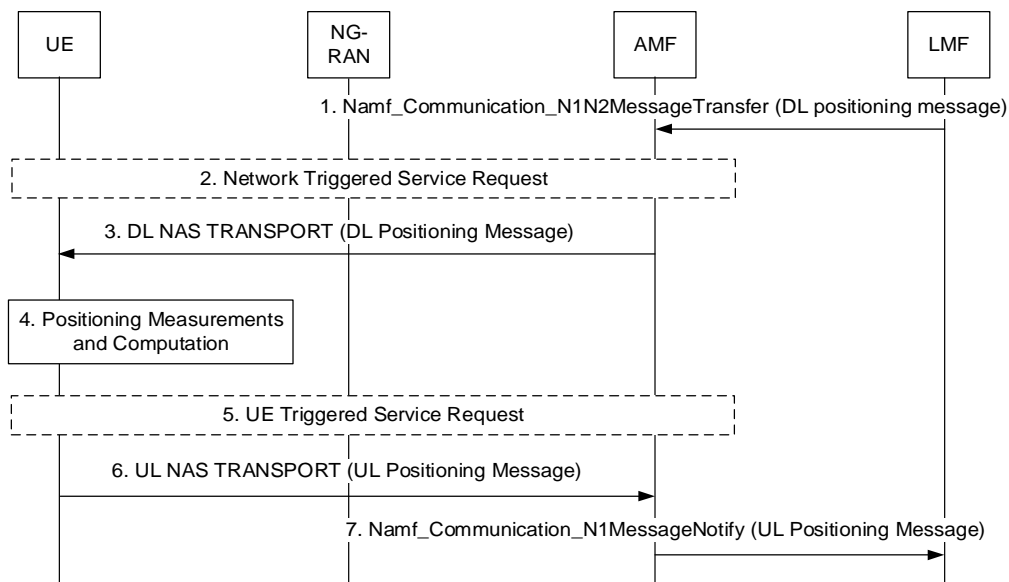 UE
NG-
RAN
AMF
LMF
1. Namf_Communication_N1N2MessageTransfer (DL positioning message)
2. Network Triggered Service Request
3. DL NAS TRANSPORT (DL Positioning Message)
4. Positioning Measurements
and Computation
5. UE Triggered Service Request
6. UL NAS TRANSPORT (UL Positioning Message)
7. Namf_Communication_N1MessageNotify (UL Positioning Message)